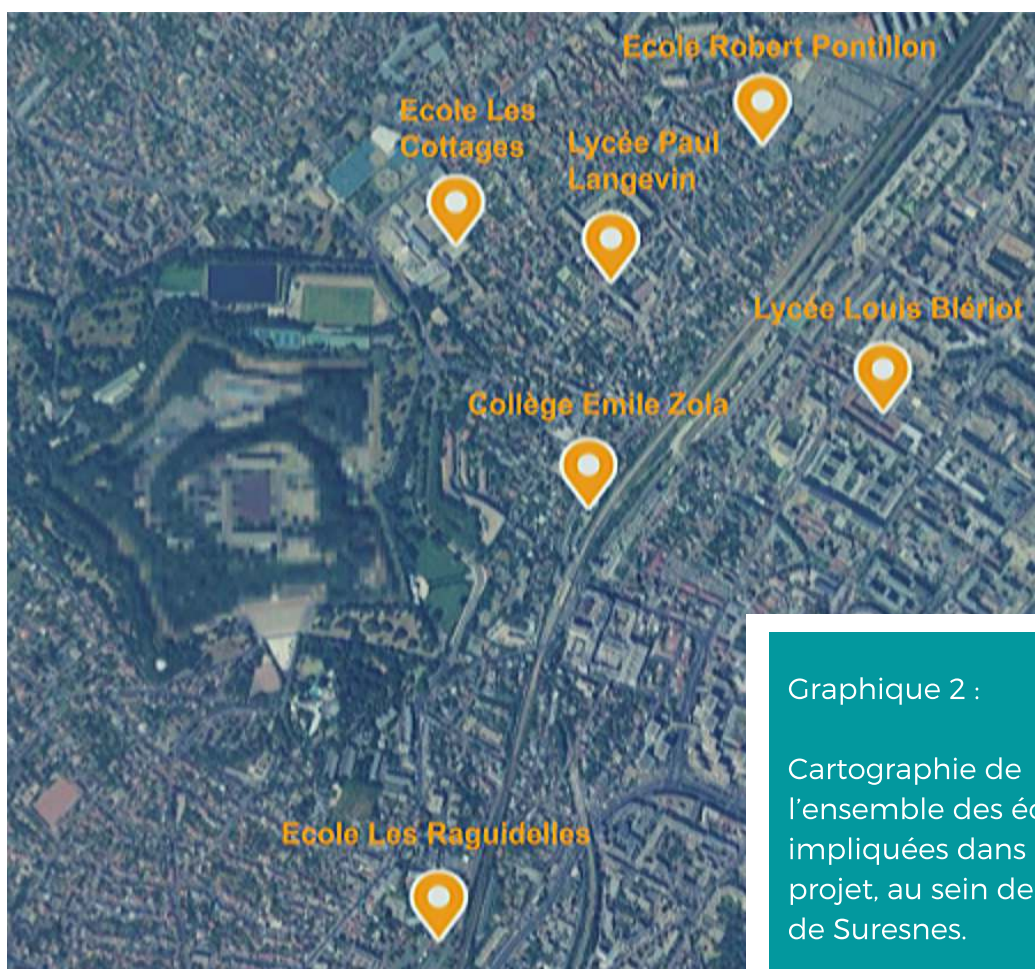 Ecole Robert Pontillon
Ecole Les
Cottages
Lycée Paul
Langevin
Lycée Louis Blériot
Collège Emile Zola
Ecole Les Raguidelles
Graphique 2 :
Cartographie de
l'ensemble des
impliquées dans
projet, au sein de
de Suresnes.